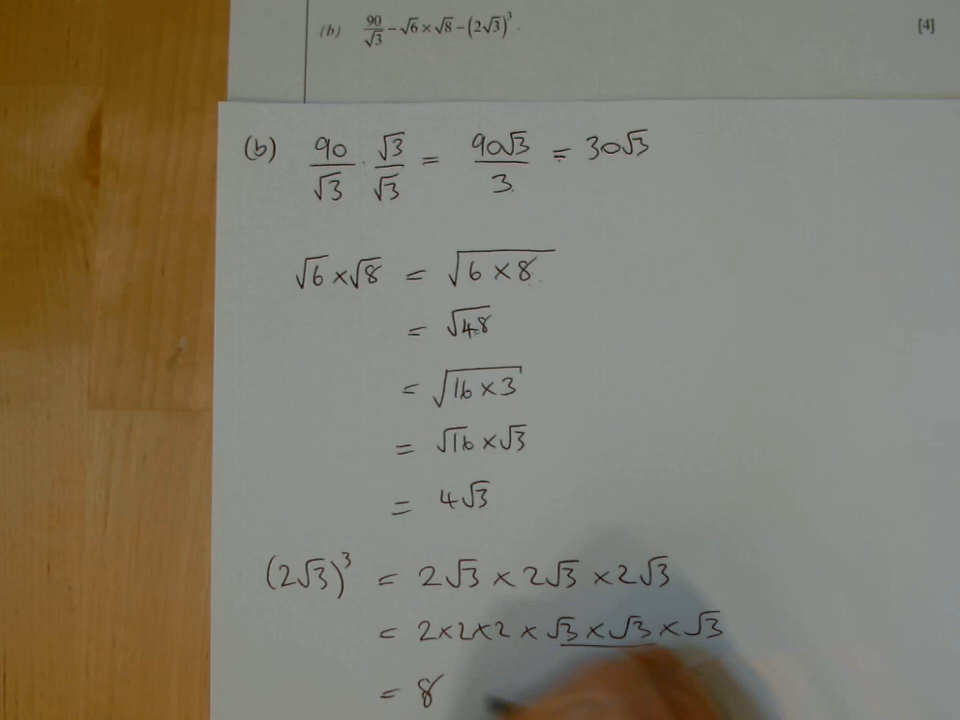 (b) 90/√3 − √6 × √8 − (2√3)³. [4]
(b) 90/√3 · √3/√3 = 90√3/3 = 30√3
√6 × √8 = √(6 × 8)
= √48
= √(16 × 3)
= √16 × √3
= 4√3
(2√3)³ = 2√3 × 2√3 × 2√3
= 2×2×2 × √3 × √3 × √3
= 8